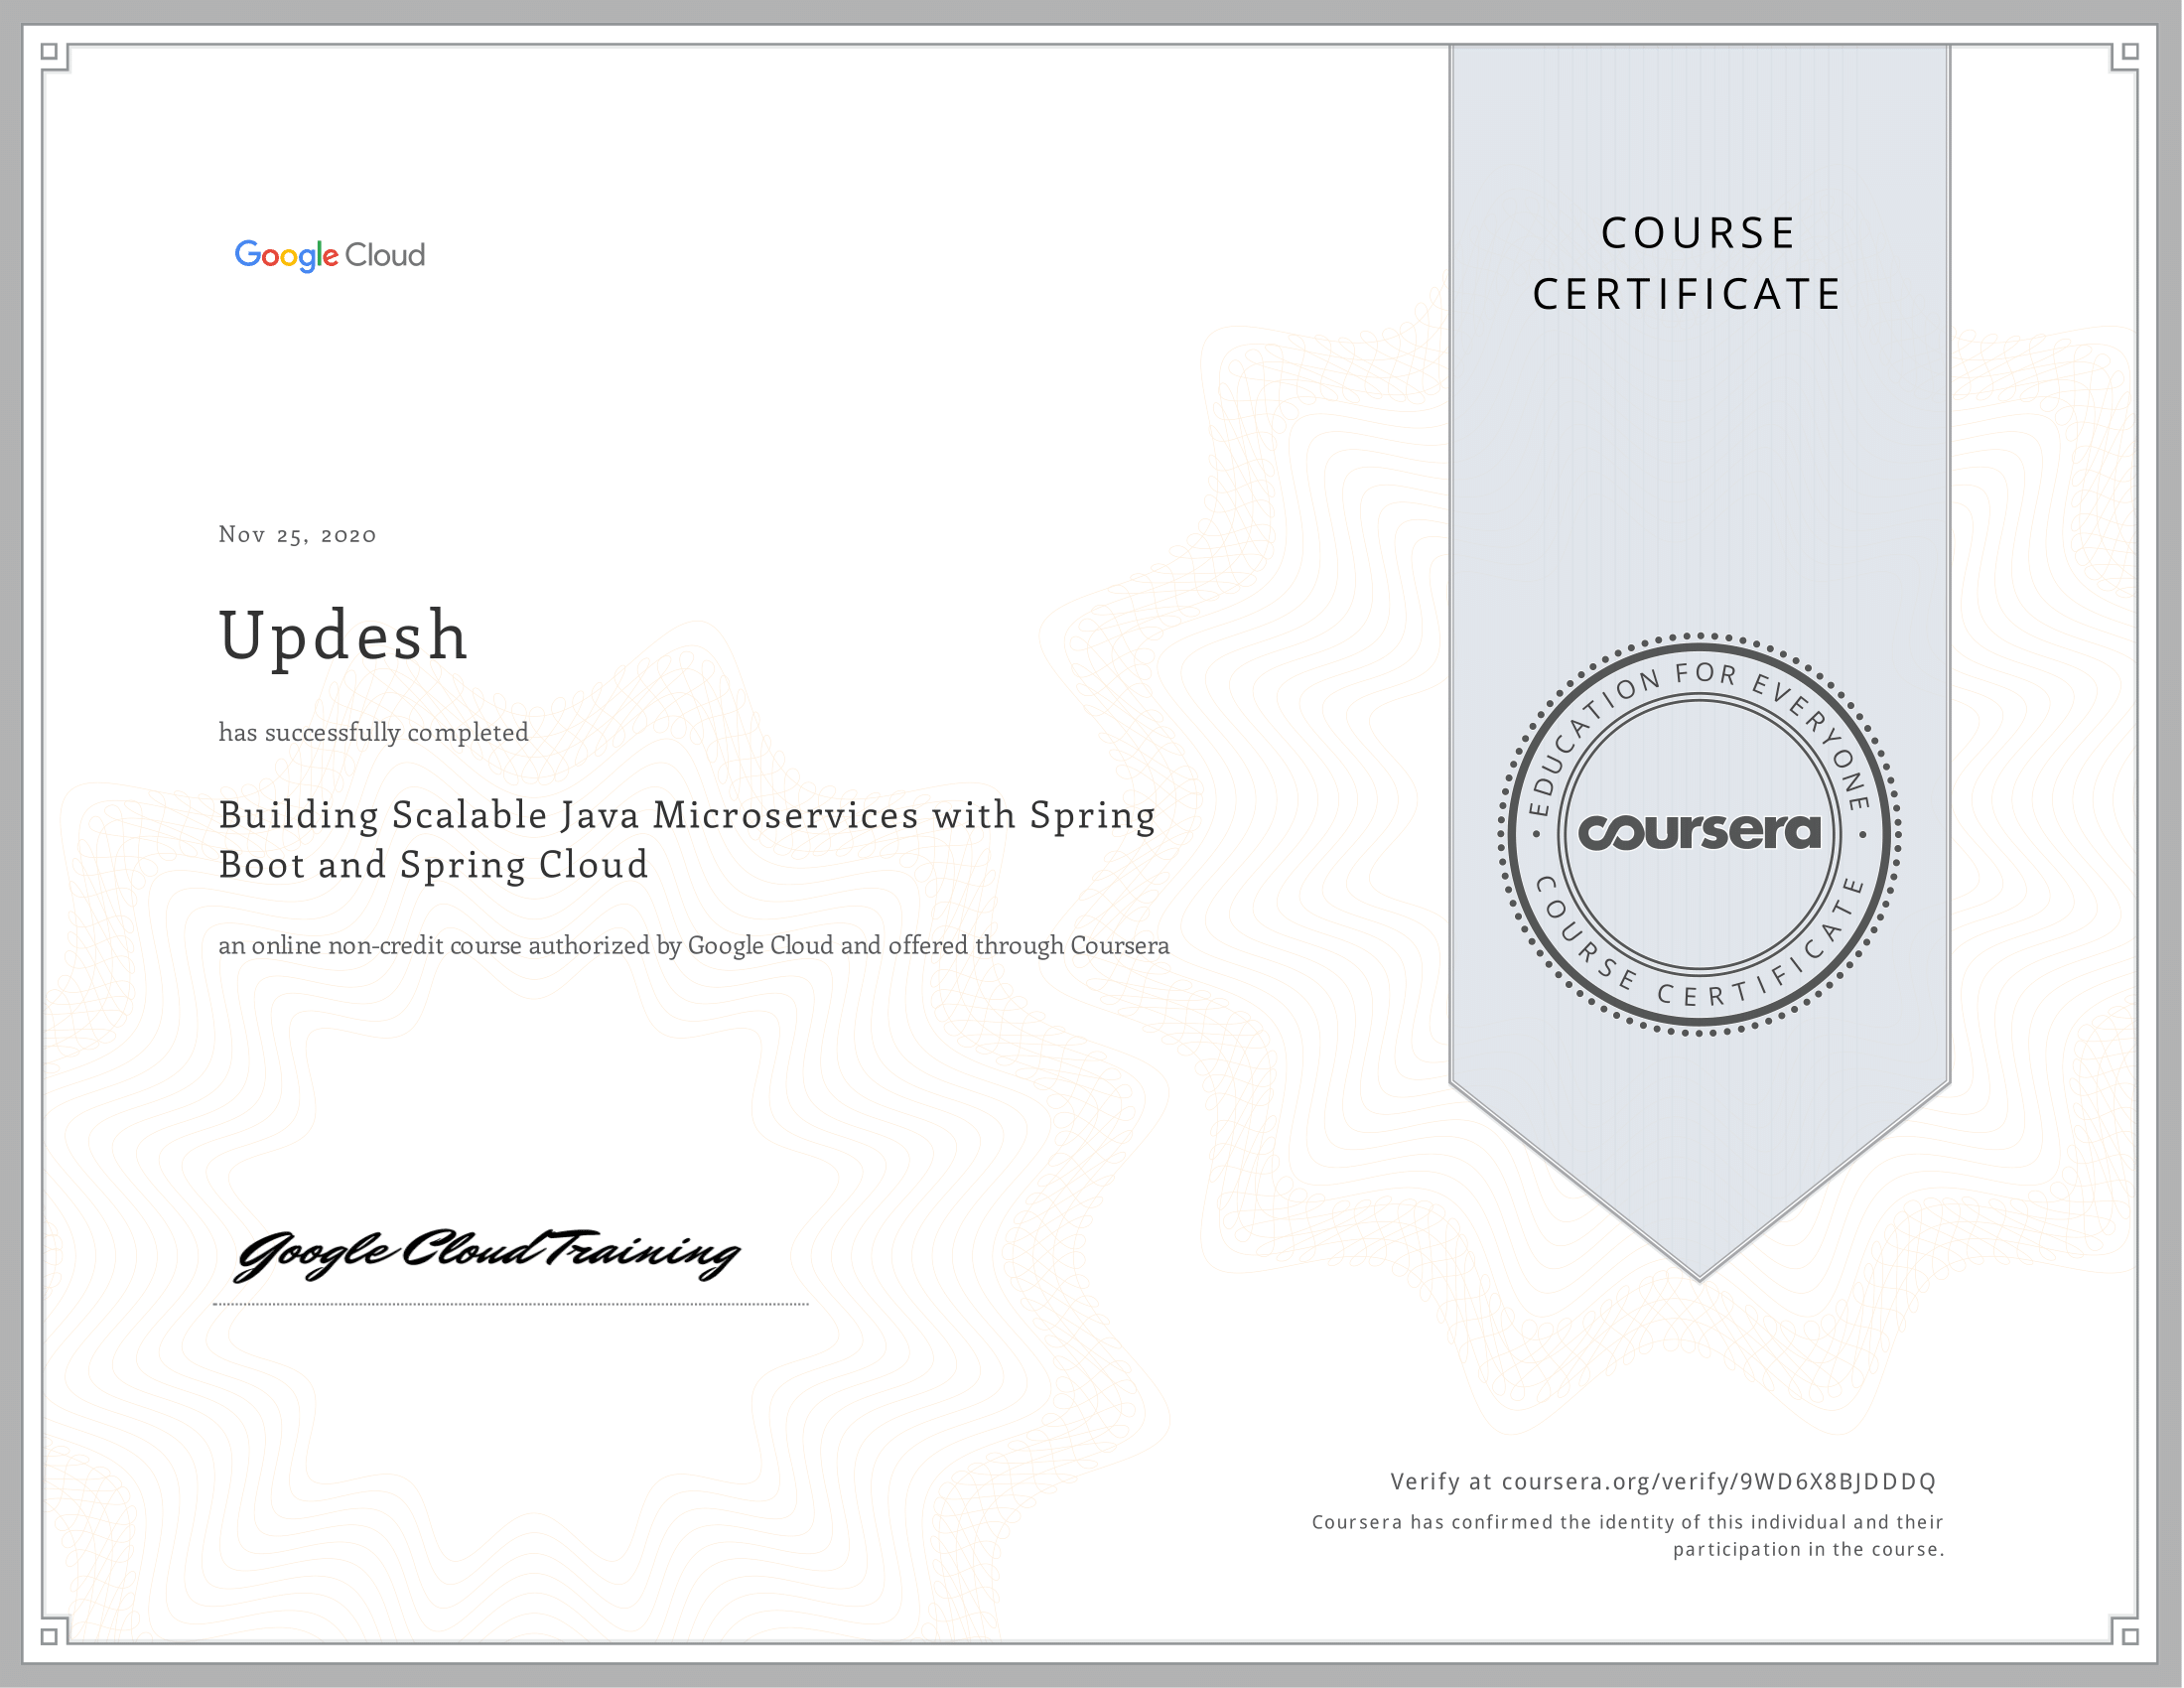 Google Cloud
COURSE
CERTIFICATE
Nov 25, 2020
Updesh
has successfully completed
Building Scalable Java Microservices with Spring
Boot and Spring Cloud
an online non-credit course authorized by Google Cloud and offered through Coursera
EDUCATION FOR EVERYONE
coursera
COURSE CERTIFICATE
Google Cloud Training
Verify at coursera.org/verify/9WD6X8BJDDDQ
Coursera has confirmed the identity of this individual and their
participation in the course.